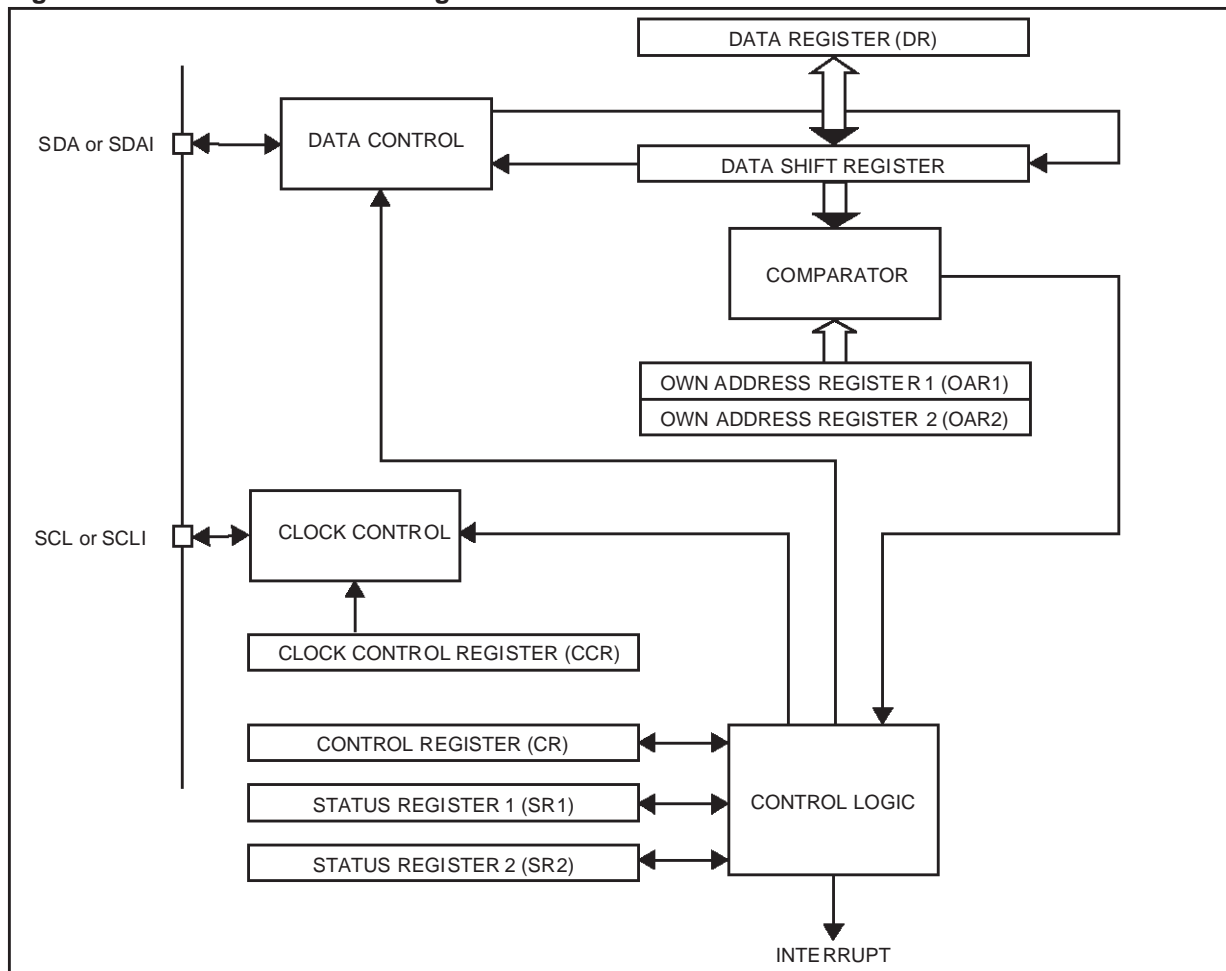 DATA REGISTER (DR)
SDA or SDAI
DATA CONTROL
DATA SHIFT REGISTER
COMPARATOR
OWN ADDRESS REGISTER 1 (OAR1)
OWN ADDRESS REGISTER 2 (OAR2)
SCL or SCLI
CLOCK CONTROL
CLOCK CONTROL REGISTER (CCR)
CONTROL REGISTER (CR)
STATUS REGISTER 1 (SR1)
CONTROL LOGIC
STATUS REGISTER 2 (SR2)
INTERRUPT